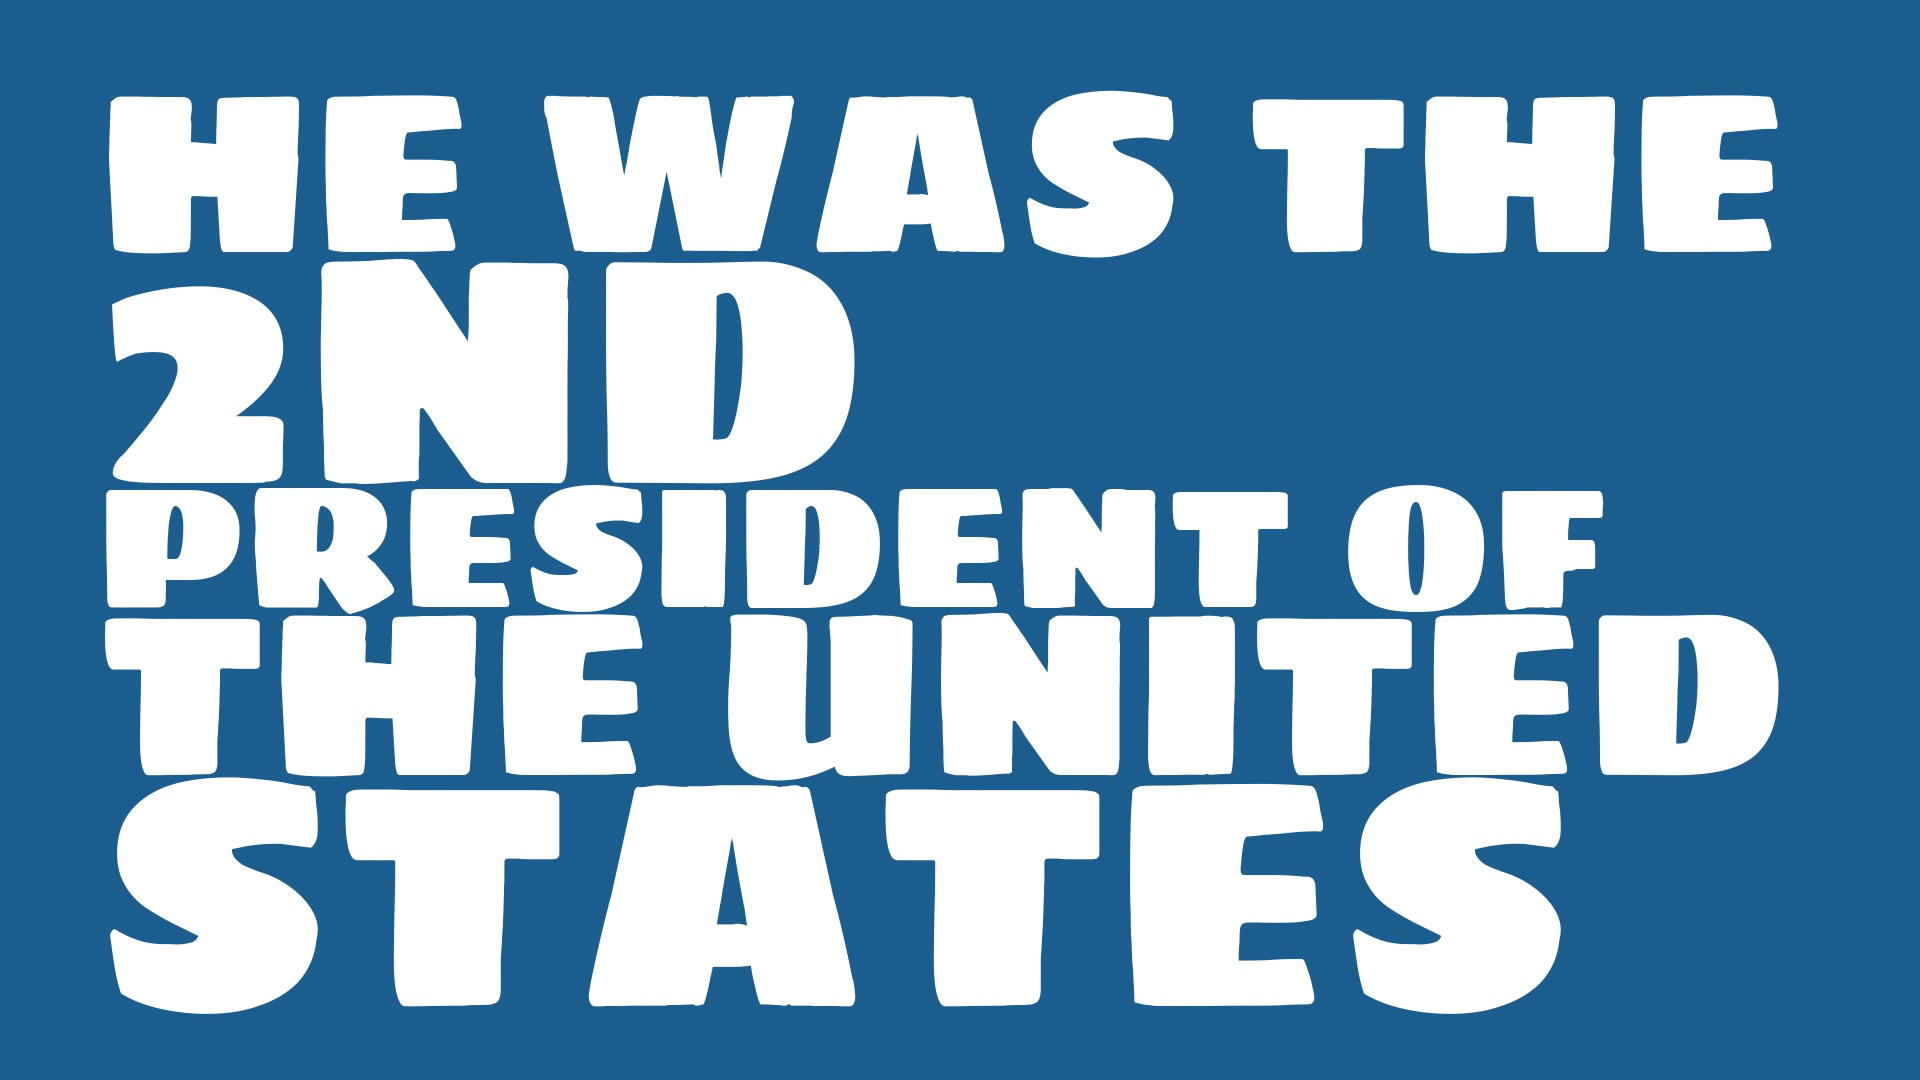 HE WAS THE
2ND
PRESIDENT OF
THE UNITED
STATES